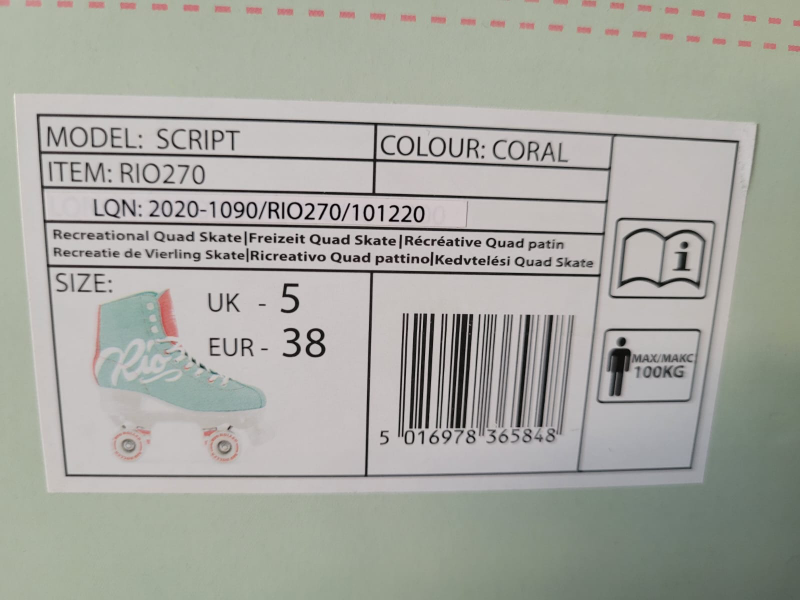 MODEL: SCRIPT
COLOUR: CORAL
ITEM: RIO270
LQN: 2020-1090/RIO270/101220
Recreational Quad Skate|Freizeit Quad Skate|Récréative Quad patin
Recreatie de Vierling Skate|Ricreativo Quad pattino|Kedvtelési Quad Skate
SIZE:
UK - 5
EUR - 38
Rio
i
MAX/МАКС
100KG
5 016978 365848